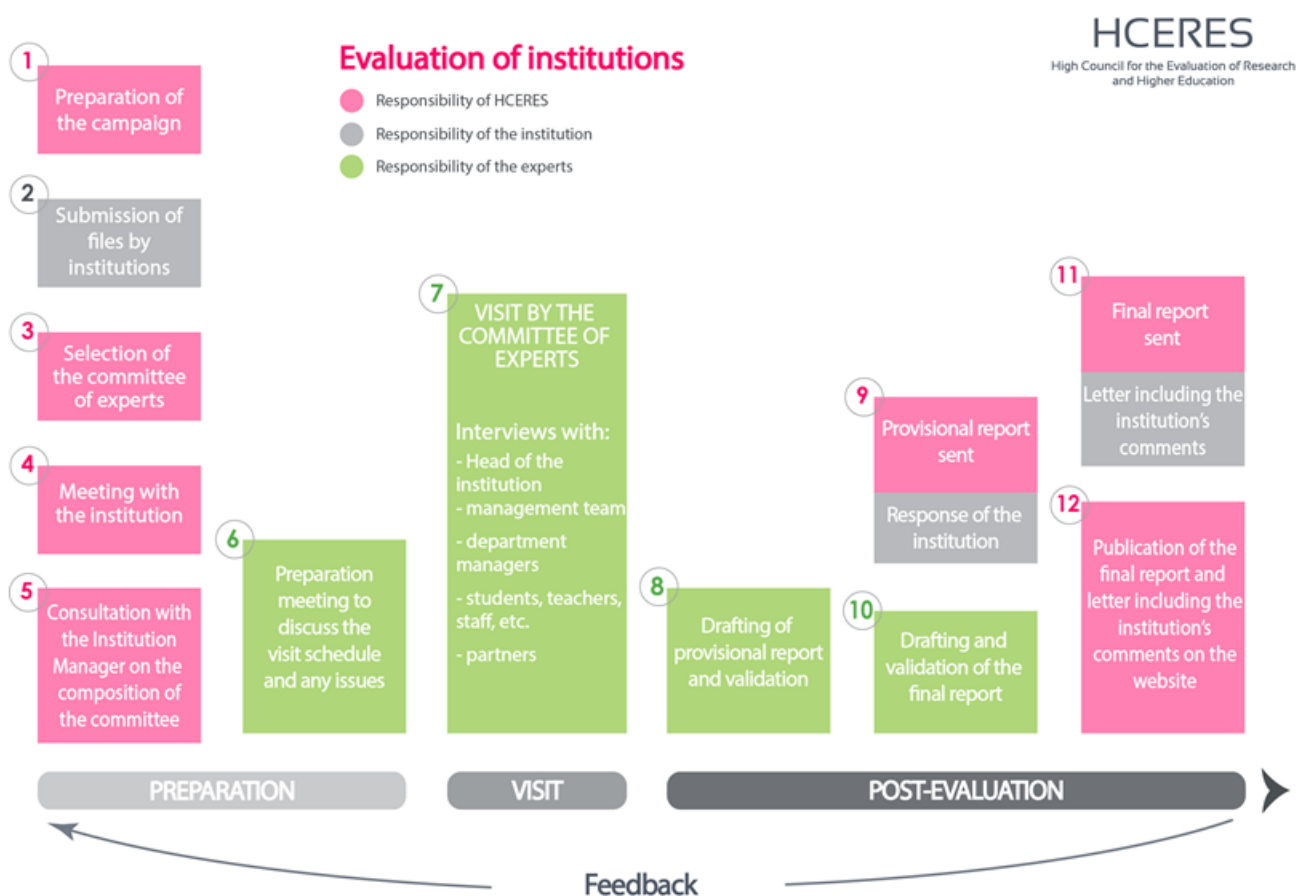 HCERES
High Council for the Evaluation of Research
and Higher Education
Evaluation of institutions
Responsibility of HCERES
Responsibility of the institution
Responsibility of the experts
1
Preparation of
the campaign
2
Submission of
files by
institutions
3
Selection of
the committee
of experts
4
Meeting with
the institution
5
Consultation with
the Institution
Manager on the
composition of
the committee
6
Preparation
meeting to
discuss the
visit schedule
and any issues
7
VISIT BY THE
COMMITTEE OF
EXPERTS
Interviews with:
- Head of the
institution
- management team
- department
managers
- students, teachers,
staff, etc.
- partners
8
Drafting of
provisional report
and validation
9
Provisional report
sent
Response of the
institution
10
Drafting and
validation of the
final report
11
Final report
sent
Letter including the
institution's
comments
12
Publication of the
final report and
letter including the
institution's
comments on the
website
PREPARATION
VISIT
POST-EVALUATION
Feedback